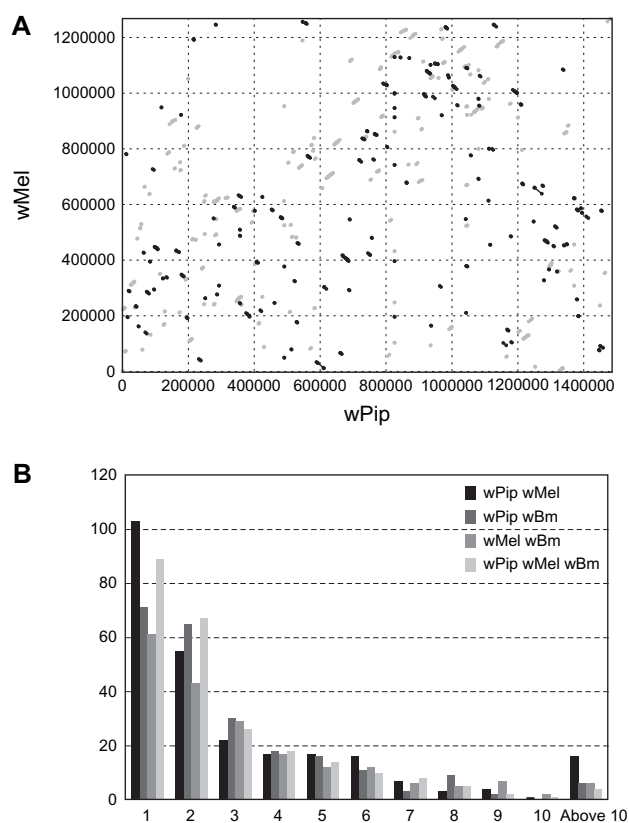 A
1200000
1000000
800000
600000
400000
200000
0
wMel
0 200000 400000 600000 800000 1000000 1200000 1400000
wPip
B
120
100
80
60
40
20
0
wPip wMel
wPip wBm
wMel wBm
wPip wMel wBm
1 2 3 4 5 6 7 8 9 10 Above 10